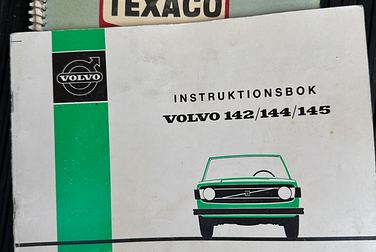 TEXACO
VOLVO
INSTRUKTIONSBOK
VOLVO 142/144/145